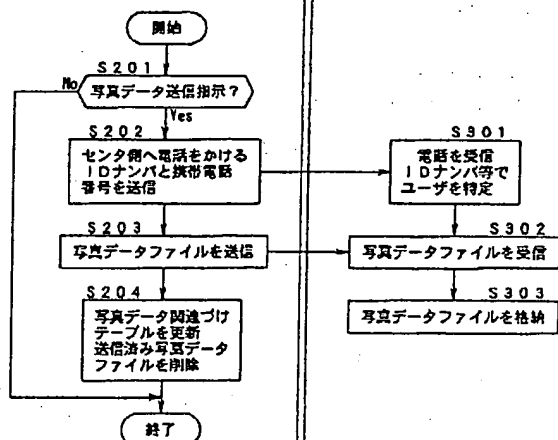 開始
S201
No
写真データ送信指示?
Yes
S202
センタ側へ電話をかける
IDナンバと携帯電話
番号を送信
S301
電話を受信
IDナンバ等で
ユーザを特定
S203
写真データファイルを送信
S302
写真データファイルを受信
S204
写真データ関連づけ
テーブルを更新
送信済み写真データ
ファイルを削除
S303
写真データファイルを格納
終了